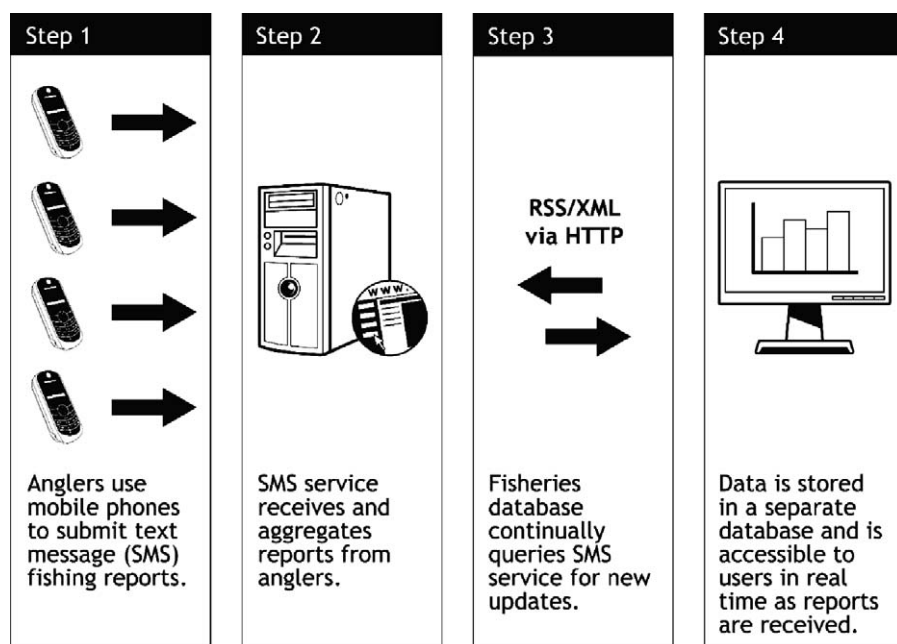 Step 1
Anglers use
mobile phones
to submit text
message (SMS)
fishing reports.
Step 2
www.
SMS service
receives and
aggregates
reports from
anglers.
Step 3
RSS/XML
via HTTP
Fisheries
database
continually
queries SMS
service for new
updates.
Step 4
Data is stored
in a separate
database and is
accessible to
users in real
time as reports
are received.